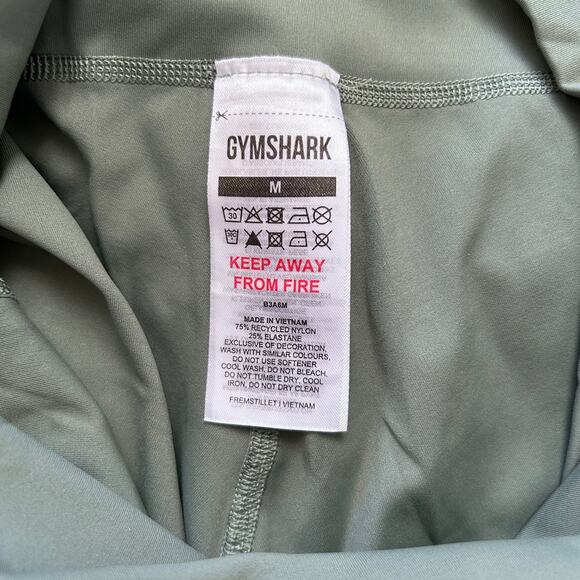 GYMSHARK
M
30
KEEP AWAY
FROM FIRE
B3A6M
MADE IN VIETNAM
75% RECYCLED NYLON
25% ELASTANE
EXCLUSIVE OF DECORATION,
WASH WITH SIMILAR COLOURS,
DO NOT USE SOFTENER
COOL WASH, DO NOT BLEACH,
DO NOT TUMBLE DRY, COOL
IRON, DO NOT DRY CLEAN
FREMSTILLET I VIETNAM